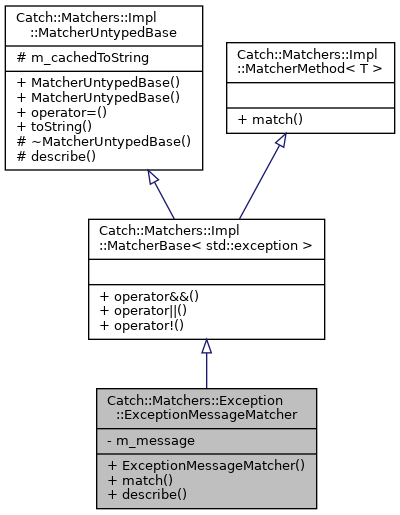 Catch::Matchers::Impl
::MatcherUntypedBase
# m_cachedToString
+ MatcherUntypedBase()
+ MatcherUntypedBase()
+ operator=()
+ toString()
# ~MatcherUntypedBase()
# describe()
Catch::Matchers::Impl
::MatcherMethod< T >
+ match()
Catch::Matchers::Impl
::MatcherBase< std::exception >
+ operator&&()
+ operator||()
+ operator!()
Catch::Matchers::Exception
::ExceptionMessageMatcher
- m_message
+ ExceptionMessageMatcher()
+ match()
+ describe()